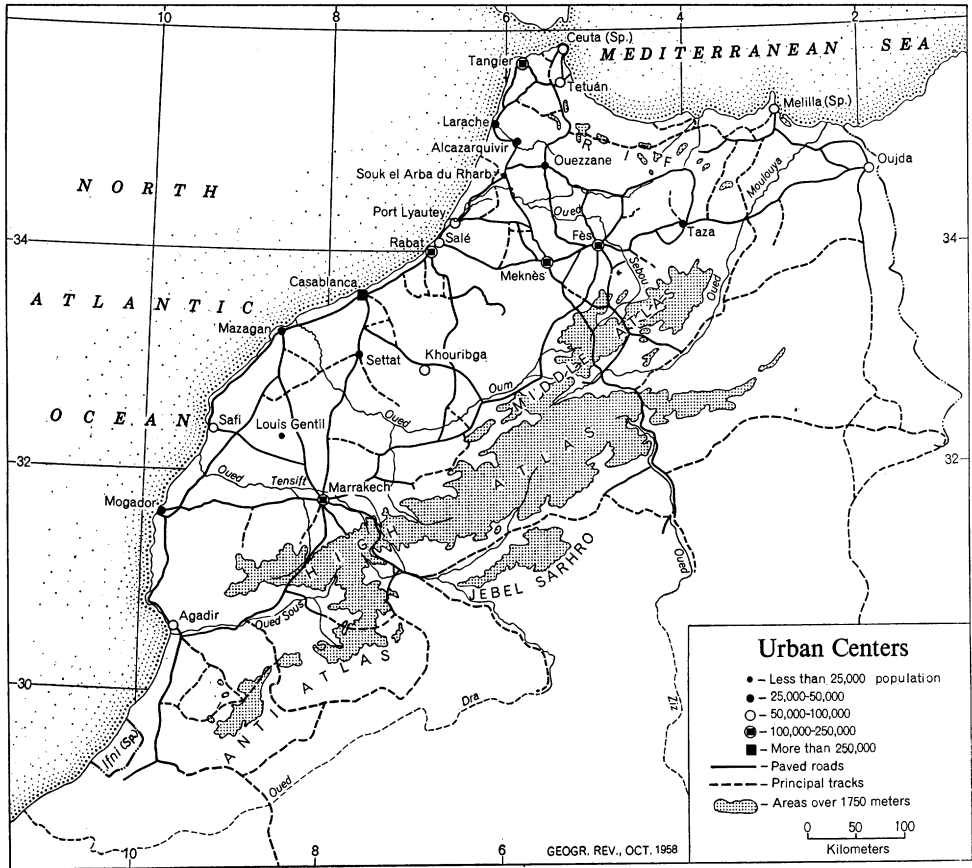 10
8
6
4
2
Ceuta (Sp.)
MEDITERRANEAN SEA
Tangier
Tetuán
Melilla (Sp.)
Larache
RIF
Alcazarquivir
Ouezzane
Oujda
Souk el Arba du Rharb
Moulouya
NORTH
Port Lyautey
Oued
Taza
34
Salé
Fès
34
Rabat
Sebou
Meknès
Casablanca
Oued
ATLANTIC
Mazagan
MIDDLE ATLAS
Settat
Khouribga
Oum
OCEAN
Safi
Louis Gentil
Oued
32
HIGH ATLAS
32
Oued Tensift
Marrakech
Mogador
Oued
JEBEL SARHRO
Agadir
Oued Sous
30
ANTI ATLAS
Dra
Ziz
Ifni (Sp.)
Oued
Urban Centers
Less than 25,000 population
25,000-50,000
50,000-100,000
100,000-250,000
More than 250,000
Paved roads
Principal tracks
Areas over 1750 meters
0 50 100
Kilometers
10
8
6
GEOGR. REV., OCT. 1958